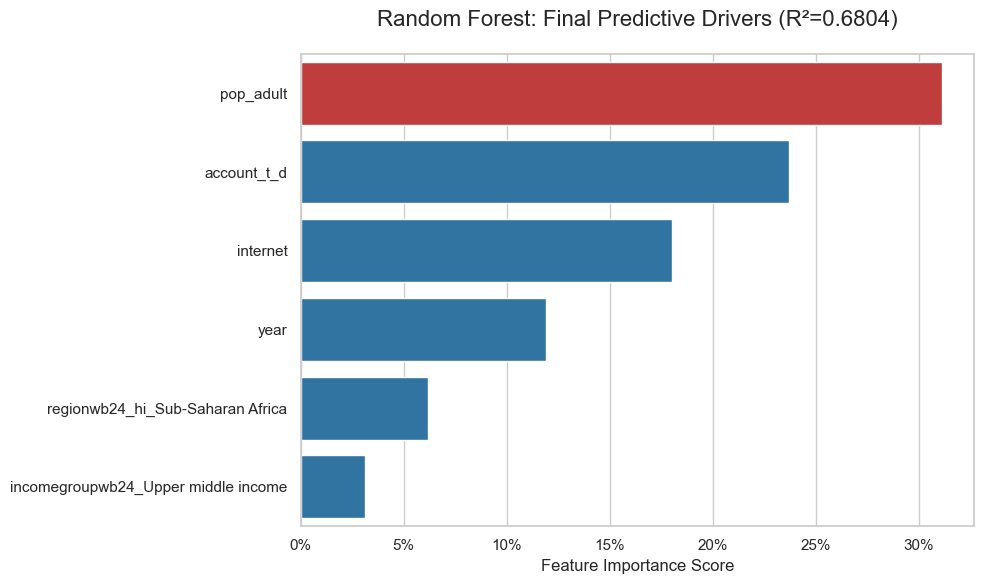 Random Forest: Final Predictive Drivers (R²=0.6804)
pop_adult
account_t_d
internet
year
regionwb24_hi_Sub-Saharan Africa
incomegroupwb24_Upper middle income
0% 5% 10% 15% 20% 25% 30%
Feature Importance Score